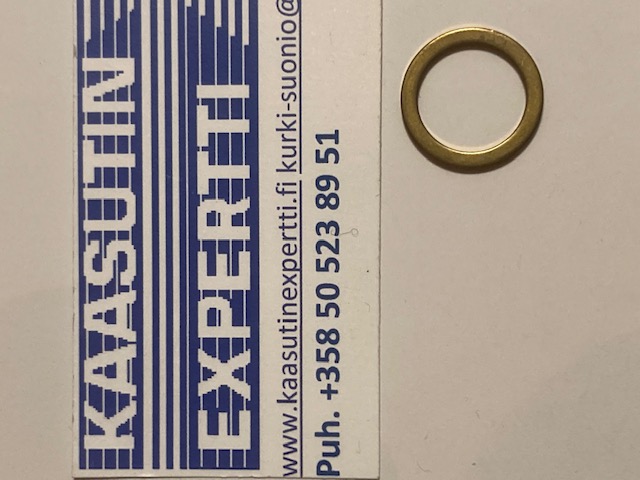 KAASUTIN
EXPERTTI
www.kaasutinexpertti.fi kurki-suonio@
Puh. +358 50 523 89 51